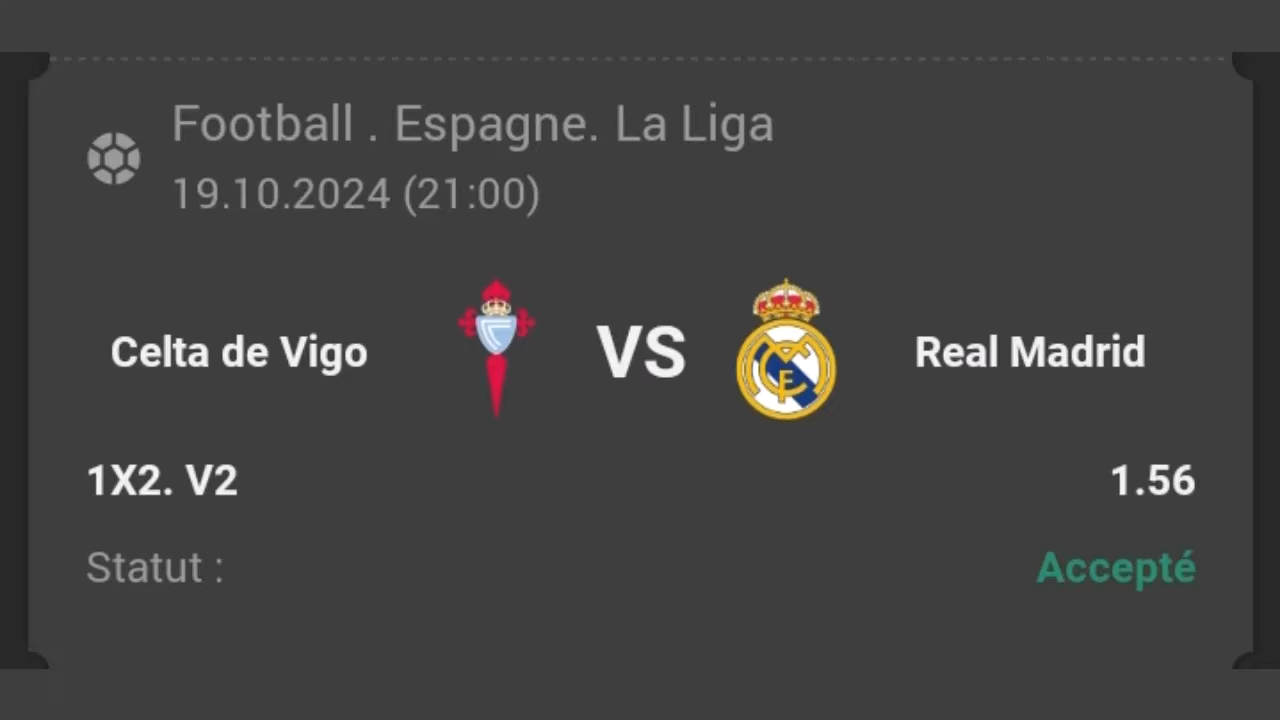 Football . Espagne. La Liga
19.10.2024 (21:00)
Celta de Vigo VS Real Madrid
1X2. V2 1.56
Statut : Accepté